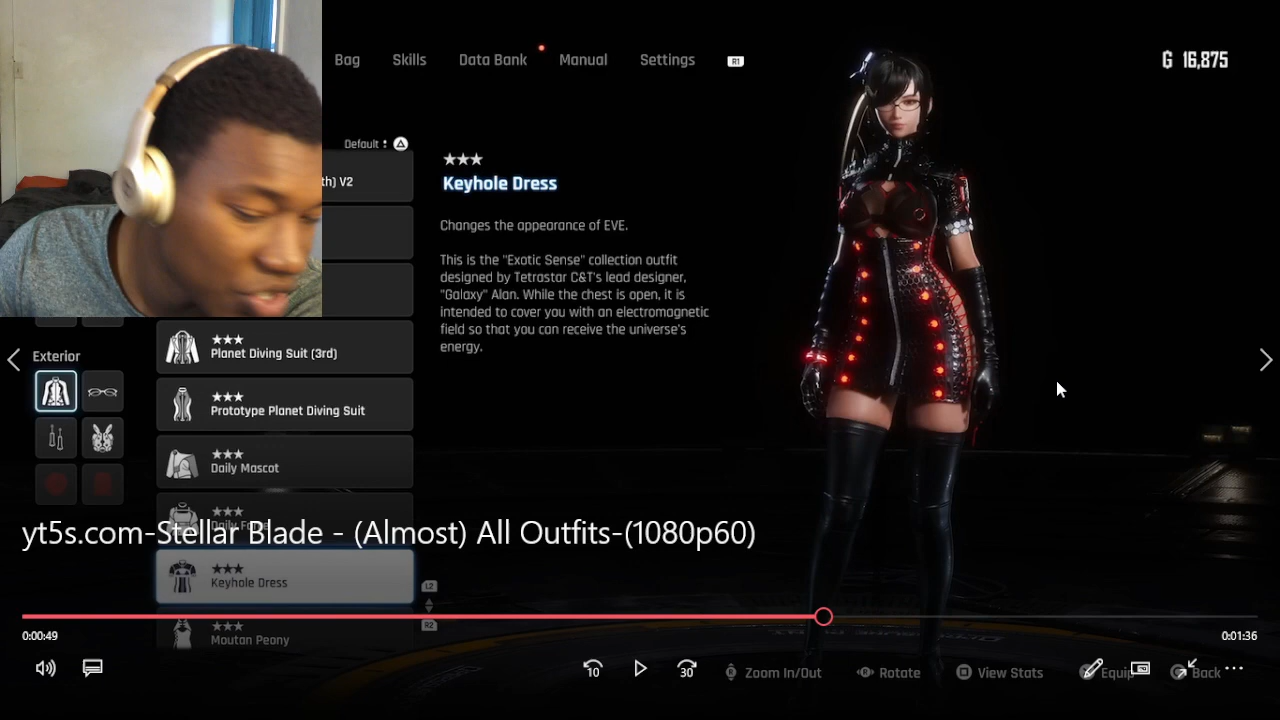 Bag Skills Data Bank Manual Settings R1
G 16,875
Default :
th) V2
★★★
Keyhole Dress
Changes the appearance of EVE.
This is the "Exotic Sense" collection outfit
designed by Tetrastar C&T's lead designer,
"Galaxy" Alan. While the chest is open, it is
intended to cover you with an electromagnetic
field so that you can receive the universe's
energy.
Exterior
★★★
Planet Diving Suit (3rd)
★★★
Prototype Planet Diving Suit
★★★
Daily Mascot
★★★
yt5s.com-Stellar Blade - (Almost) All Outfits-(1080p60)
★★★
Keyhole Dress
L2
R2
★★★
Moutan Peony
0:00:49
0:01:36
10
30
Zoom In/Out Rotate View Stats Equip Back